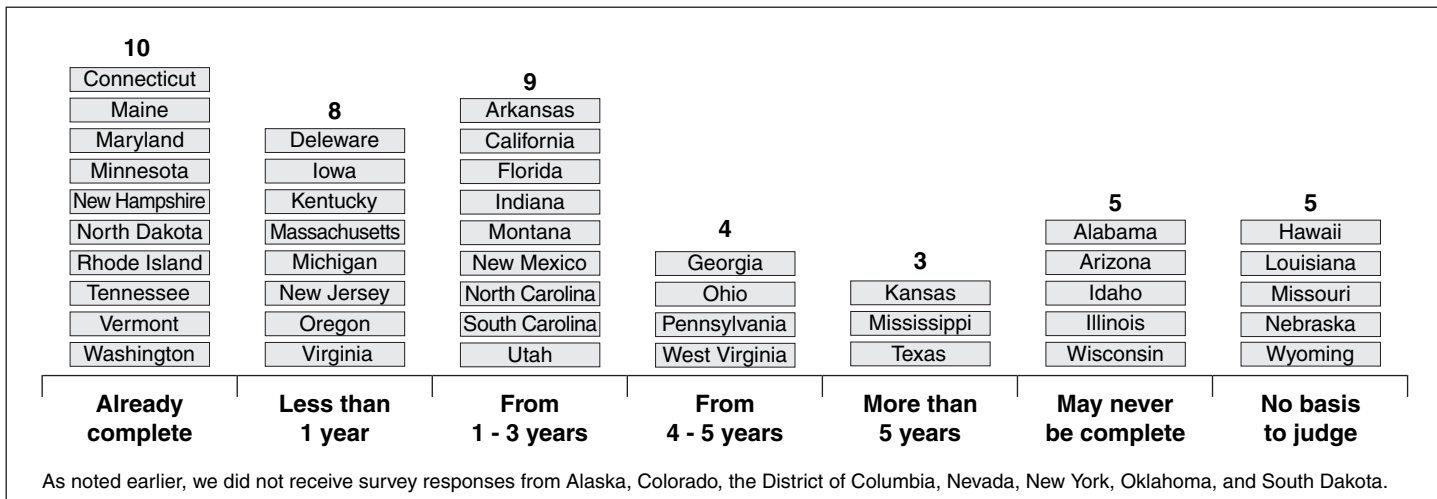 10
Connecticut
Maine
Maryland
Minnesota
New Hampshire
North Dakota
Rhode Island
Tennessee
Vermont
Washington
Already
complete
8
Deleware
Iowa
Kentucky
Massachusetts
Michigan
New Jersey
Oregon
Virginia
Less than
1 year
9
Arkansas
California
Florida
Indiana
Montana
New Mexico
North Carolina
South Carolina
Utah
From
1 - 3 years
4
Georgia
Ohio
Pennsylvania
West Virginia
From
4 - 5 years
3
Kansas
Mississippi
Texas
More than
5 years
5
Alabama
Arizona
Idaho
Illinois
Wisconsin
May never
be complete
5
Hawaii
Louisiana
Missouri
Nebraska
Wyoming
No basis
to judge
As noted earlier, we did not receive survey responses from Alaska, Colorado, the District of Columbia, Nevada, New York, Oklahoma, and South Dakota.